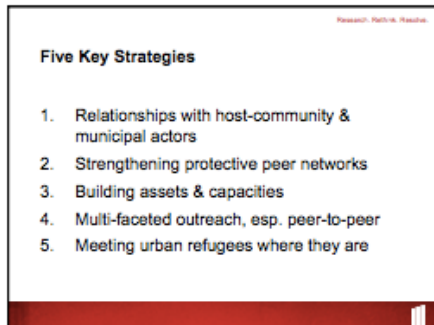 Research. Rethink. Resolve.
Five Key Strategies
1. Relationships with host-community &
municipal actors
2. Strengthening protective peer networks
3. Building assets & capacities
4. Multi-faceted outreach, esp. peer-to-peer
5. Meeting urban refugees where they are